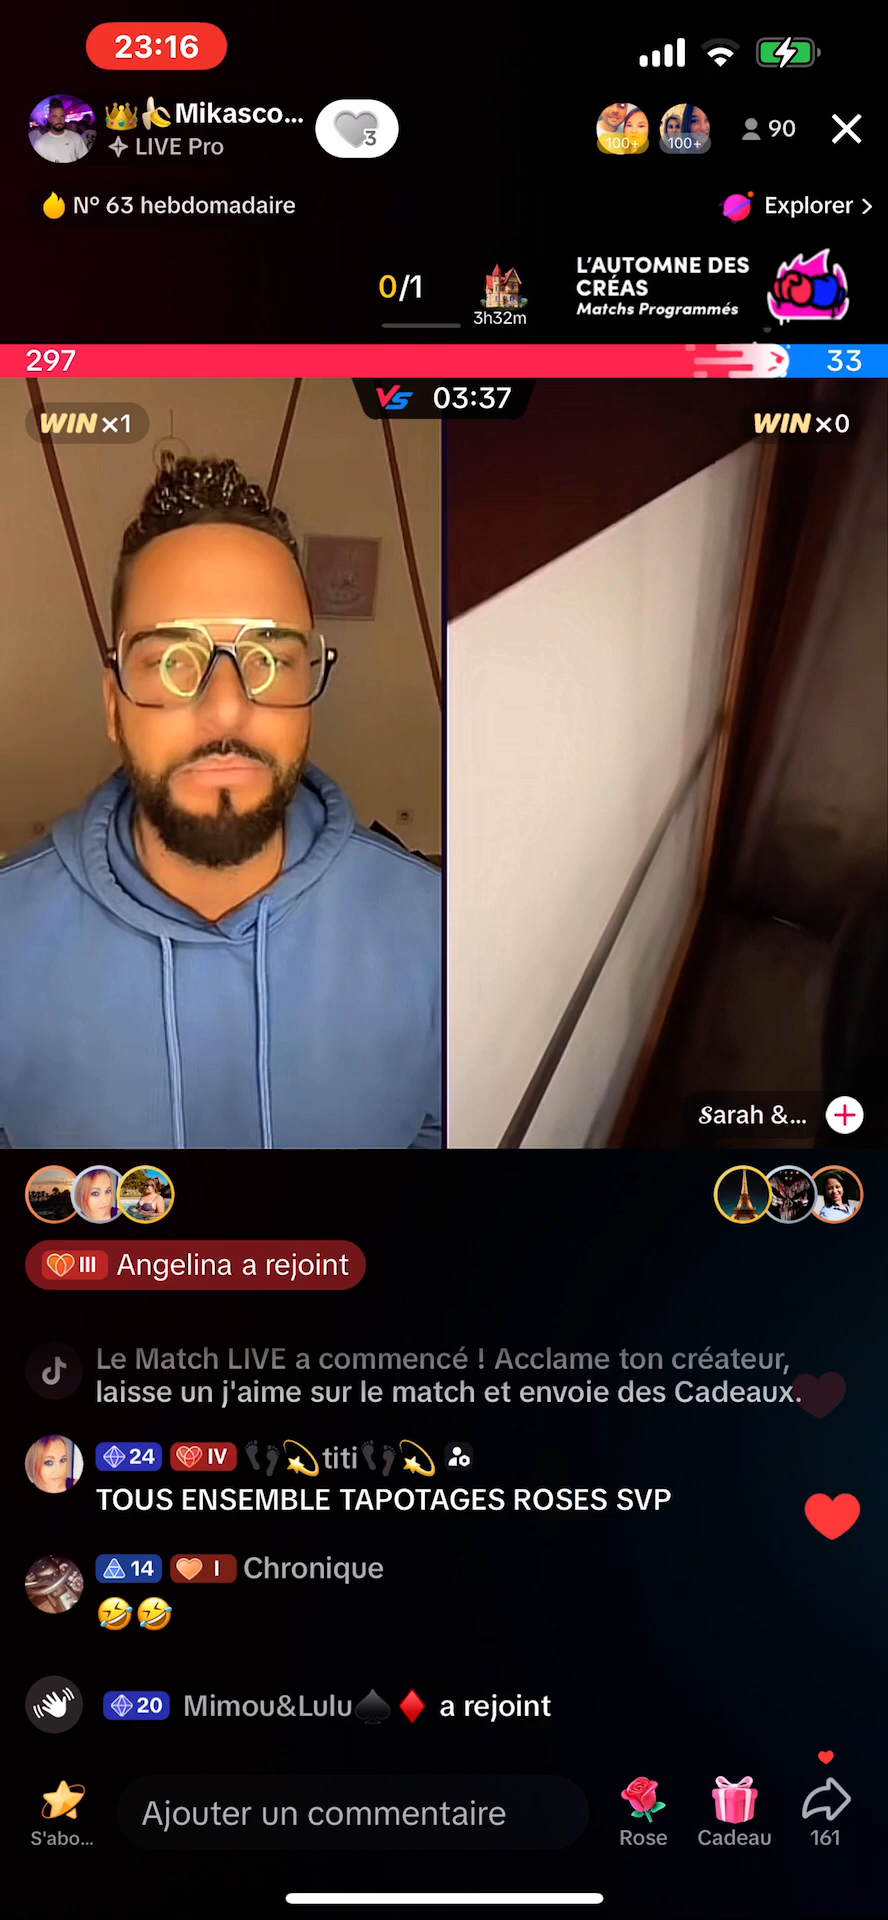 23:16
👑🍌Mikasco...
LIVE Pro
3
100+
100+
90
N° 63 hebdomadaire
Explorer >
0/1
3h32m
L'AUTOMNE DES
CRÉAS
Matchs Programmés
297
33
VS 03:37
WIN x1
WIN x0
Sarah &...
III Angelina a rejoint
Le Match LIVE a commencé ! Acclame ton créateur,
laisse un j'aime sur le match et envoie des Cadeaux.
24 IV 👣💫titi👣💫
TOUS ENSEMBLE TAPOTAGES ROSES SVP
14 I Chronique
🤣🤣
20 Mimou&Lulu♠️♦️ a rejoint
S'abo...
Ajouter un commentaire
Rose
Cadeau
161